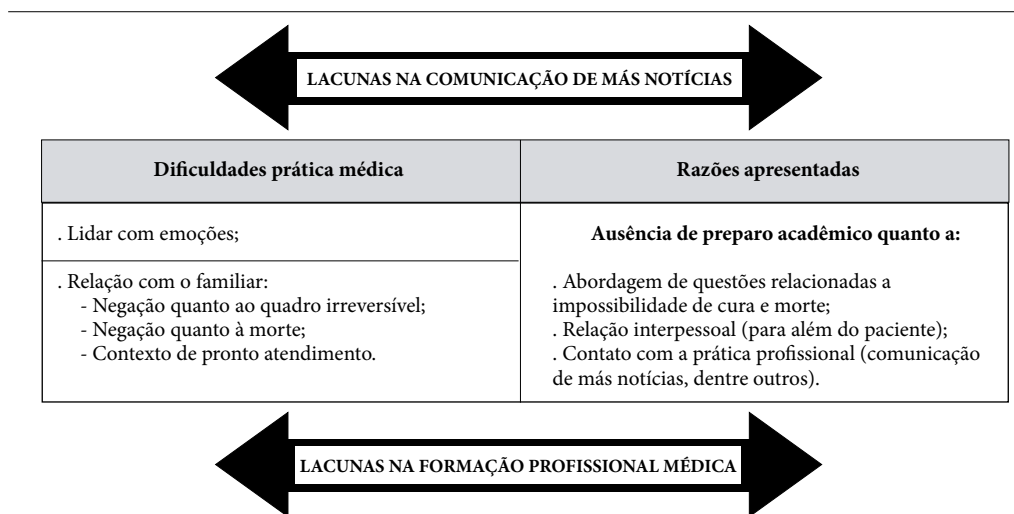 LACUNAS NA COMUNICAÇÃO DE MÁS NOTÍCIAS
Dificuldades prática médica
Razões apresentadas
. Lidar com emoções;
. Relação com o familiar:
- Negação quanto ao quadro irreversível;
- Negação quanto à morte;
- Contexto de pronto atendimento.
Ausência de preparo acadêmico quanto a:
. Abordagem de questões relacionadas a
impossibilidade de cura e morte;
. Relação interpessoal (para além do paciente);
. Contato com a prática profissional (comunicação
de más notícias, dentre outros).
LACUNAS NA FORMAÇÃO PROFISSIONAL MÉDICA